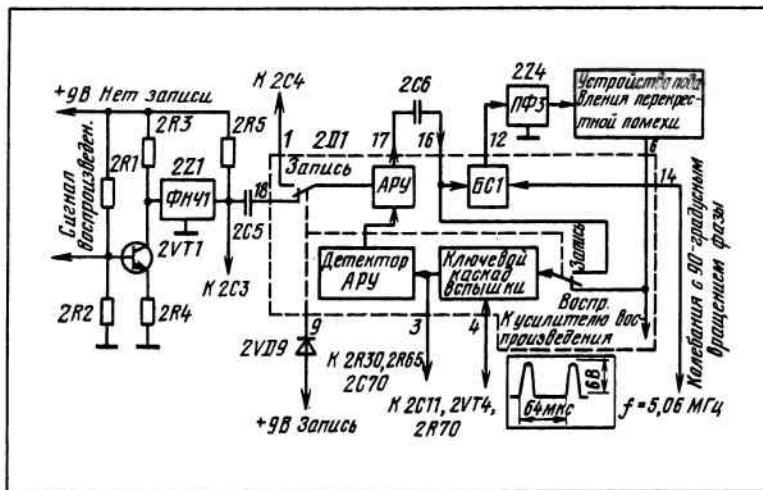 К 2С4
2С6
2Z4
ПФ3
Устройство подавления перекрестной помехи
+9В Нет записи
2R3
2R5
1
2D1
17
16
12
6
2R1
2Z1
ФНЧ1
18
Запись
АРУ
БС1
14
2С5
Сигнал воспроизведен.
2VT1
К 2С3
Детектор АРУ
Ключевой каскад вспышки
Запись
Воспр.
2R2
2R4
2VD9
9
3
4
К усилителю воспроизведения
К 2R30, 2R65, 2С70
К 2С11, 2VT4, 2R70
+9В Запись
64мкс
6В
f=5,06 МГц
Колебания с 90-градусным вращением фазы